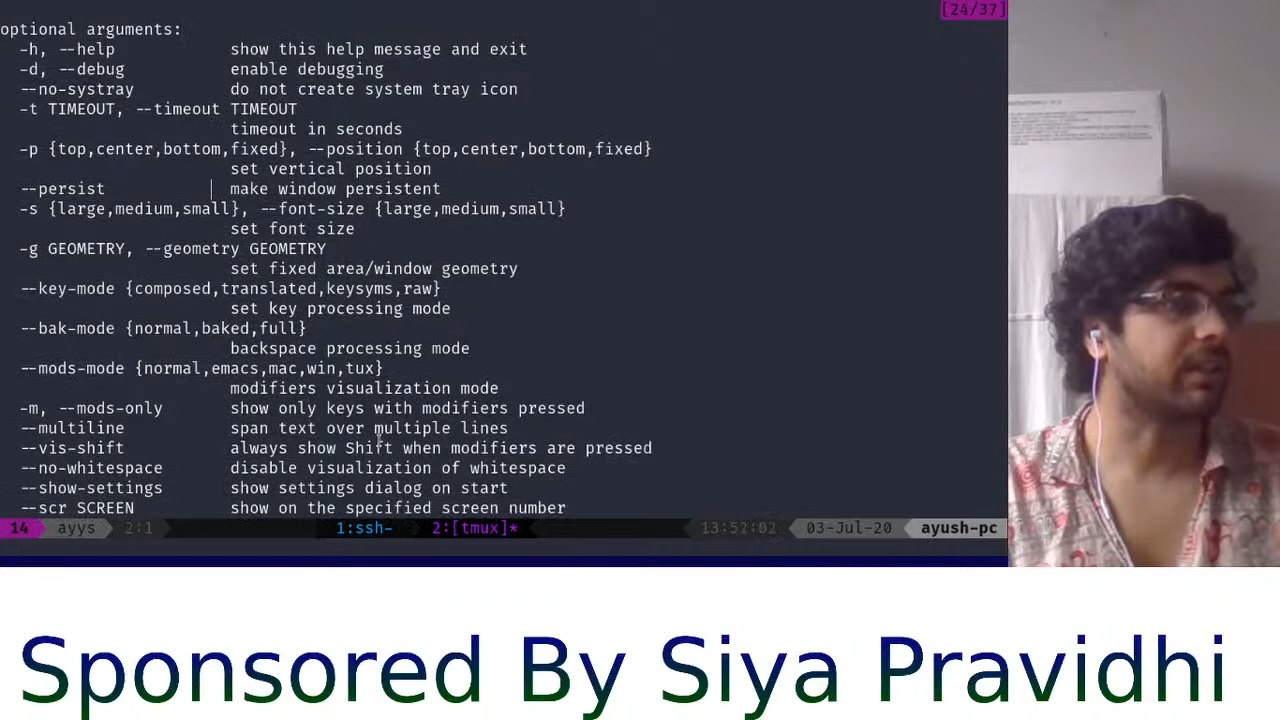 [24/37]
optional arguments:
-h, --help show this help message and exit
-d, --debug enable debugging
--no-systray do not create system tray icon
-t TIMEOUT, --timeout TIMEOUT
timeout in seconds
-p {top,center,bottom,fixed}, --position {top,center,bottom,fixed}
set vertical position
--persist make window persistent
-s {large,medium,small}, --font-size {large,medium,small}
set font size
-g GEOMETRY, --geometry GEOMETRY
set fixed area/window geometry
--key-mode {composed,translated,keysyms,raw}
set key processing mode
--bak-mode {normal,baked,full}
backspace processing mode
--mods-mode {normal,emacs,mac,win,tux}
modifiers visualization mode
-m, --mods-only show only keys with modifiers pressed
--multiline span text over multiple lines
--vis-shift always show Shift when modifiers are pressed
--no-whitespace disable visualization of whitespace
--show-settings show settings dialog on start
--scr SCREEN show on the specified screen number
14 ayys 2:1 1:ssh- 2:[tmux]* 13:52:02 03-Jul-20 ayush-pc
Sponsored By Siya Pravidhi